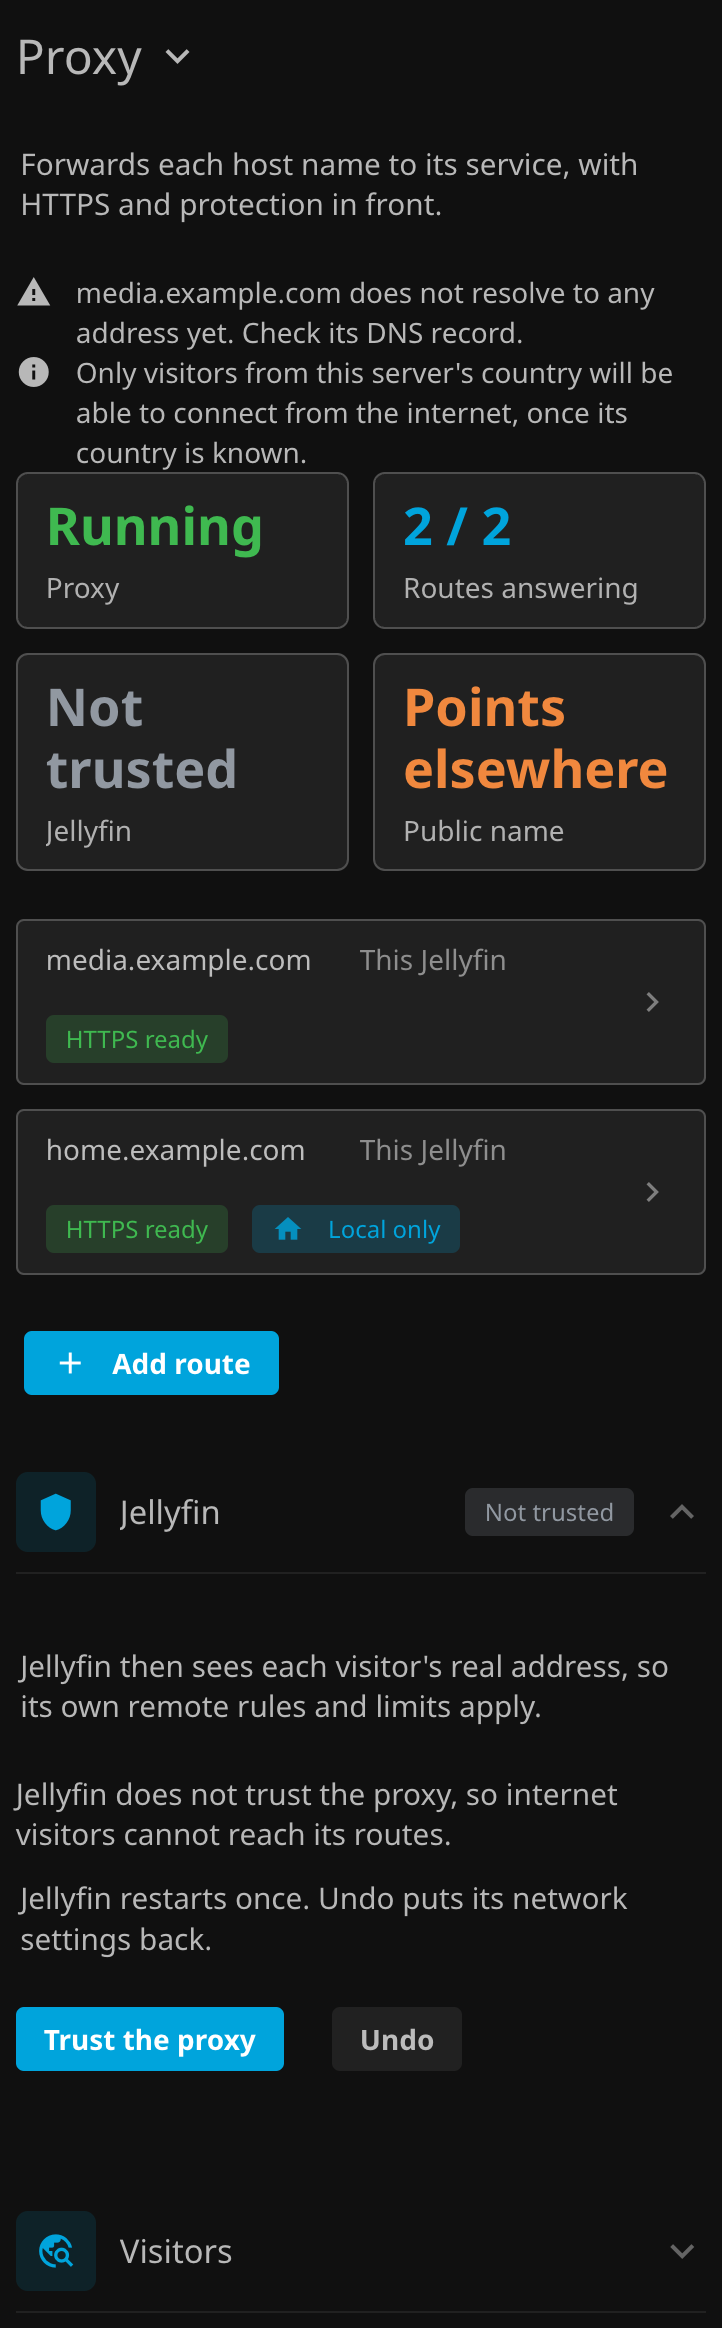 Proxy
Forwards each host name to its service, with
HTTPS and protection in front.
media.example.com does not resolve to any
address yet. Check its DNS record.
Only visitors from this server's country will be
able to connect from the internet, once its
country is known.
Running
Proxy
2 / 2
Routes answering
Not
trusted
Jellyfin
Points
elsewhere
Public name
media.example.com This Jellyfin
HTTPS ready
home.example.com This Jellyfin
HTTPS ready Local only
Add route
Jellyfin Not trusted
Jellyfin then sees each visitor's real address, so
its own remote rules and limits apply.
Jellyfin does not trust the proxy, so internet
visitors cannot reach its routes.
Jellyfin restarts once. Undo puts its network
settings back.
Trust the proxy Undo
Visitors